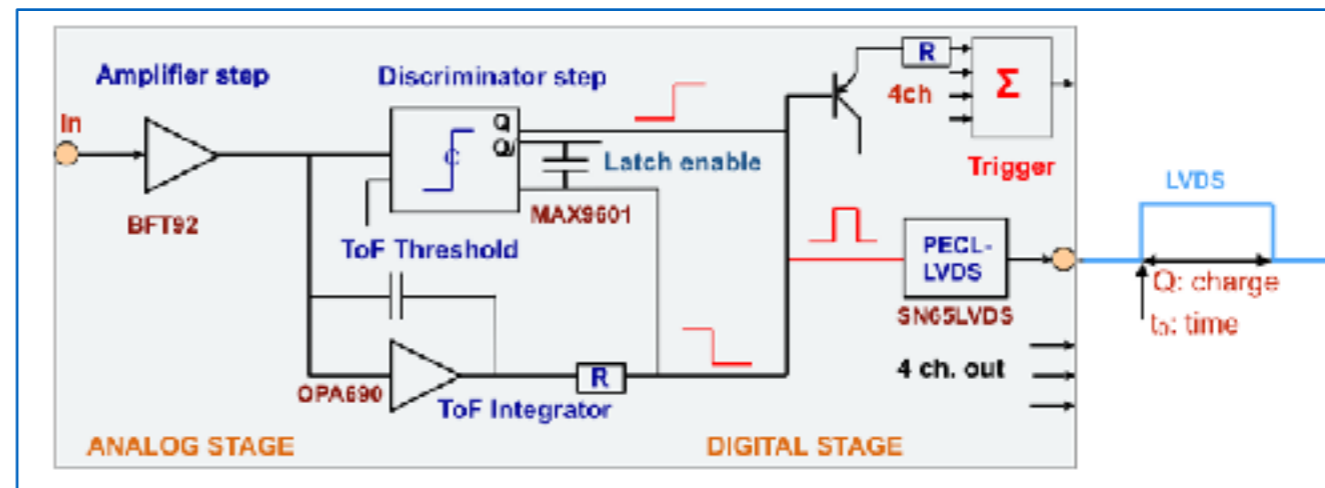 Amplifier step
Discriminator step
R
4ch
Σ
In
Q
Q/
C
Latch enable
Trigger
LVDS
BFT92
MAX9601
ToF Threshold
PECL-
LVDS
Q: charge
SN65LVDS
t₀: time
OPA690
R
4 ch. out
ToF Integrator
ANALOG STAGE
DIGITAL STAGE